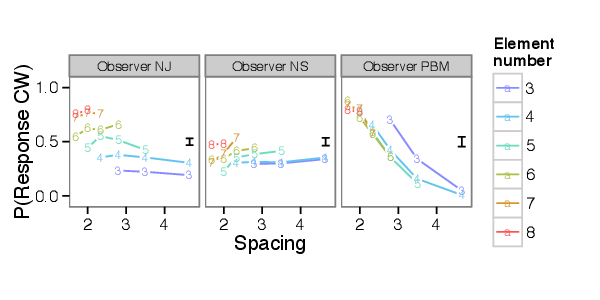 Observer NJ Observer NS Observer PBM
P(Response CW)
1.0
0.5
0.0
2 3 4 2 3 4 2 3 4
Spacing
Element
number
3
4
5
6
7
8